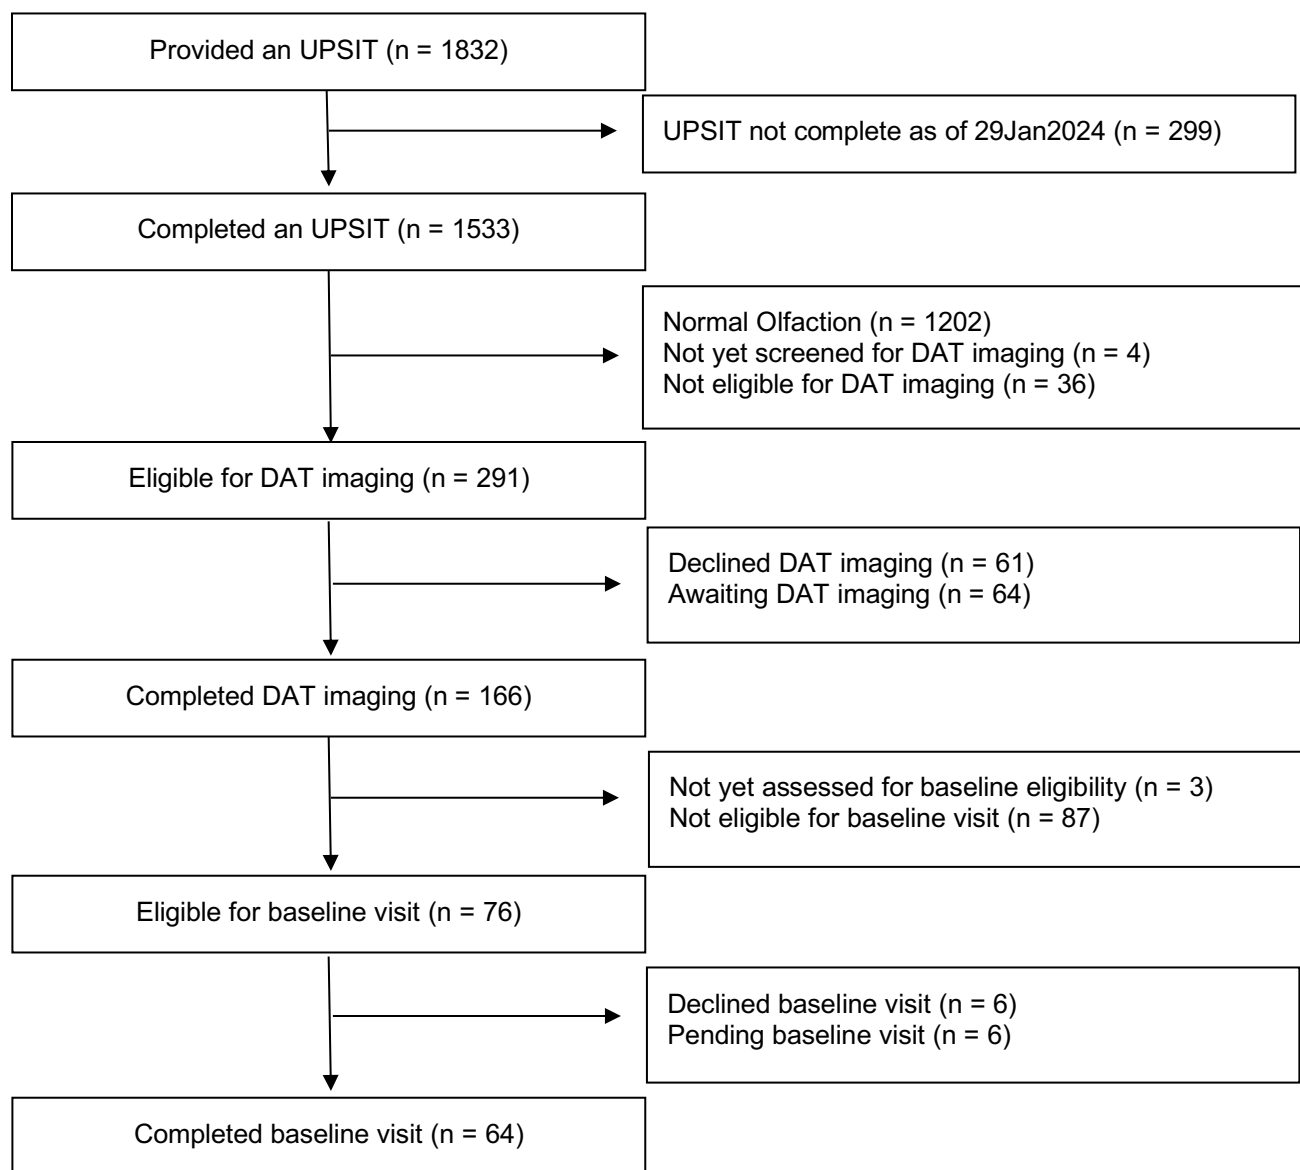 Provided an UPSIT (n = 1832)
UPSIT not complete as of 29Jan2024 (n = 299)
Completed an UPSIT (n = 1533)
Normal Olfaction (n = 1202)
Not yet screened for DAT imaging (n = 4)
Not eligible for DAT imaging (n = 36)
Eligible for DAT imaging (n = 291)
Declined DAT imaging (n = 61)
Awaiting DAT imaging (n = 64)
Completed DAT imaging (n = 166)
Not yet assessed for baseline eligibility (n = 3)
Not eligible for baseline visit (n = 87)
Eligible for baseline visit (n = 76)
Declined baseline visit (n = 6)
Pending baseline visit (n = 6)
Completed baseline visit (n = 64)